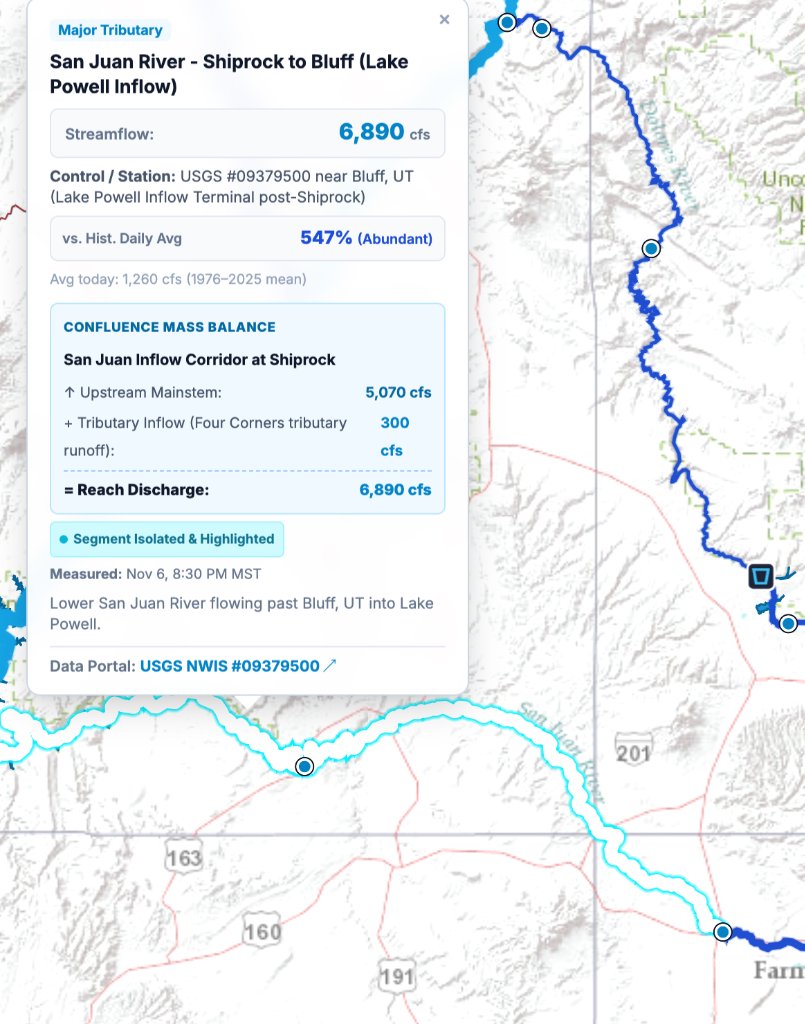 ×
Major Tributary
San Juan River - Shiprock to Bluff (Lake
Powell Inflow)
Streamflow: 6,890 cfs
Control / Station: USGS #09379500 near Bluff, UT
(Lake Powell Inflow Terminal post-Shiprock)
vs. Hist. Daily Avg 547% (Abundant)
Avg today: 1,260 cfs (1976–2025 mean)
CONFLUENCE MASS BALANCE
San Juan Inflow Corridor at Shiprock
↑ Upstream Mainstem: 5,070 cfs
+ Tributary Inflow (Four Corners tributary
runoff): 300
cfs
= Reach Discharge: 6,890 cfs
Segment Isolated & Highlighted
Measured: Nov 6, 8:30 PM MST
Lower San Juan River flowing past Bluff, UT into Lake
Powell.
Data Portal: USGS NWIS #09379500 ↗
Dolores River
Unco
N
San Juan River
201
163
160
191
Farm